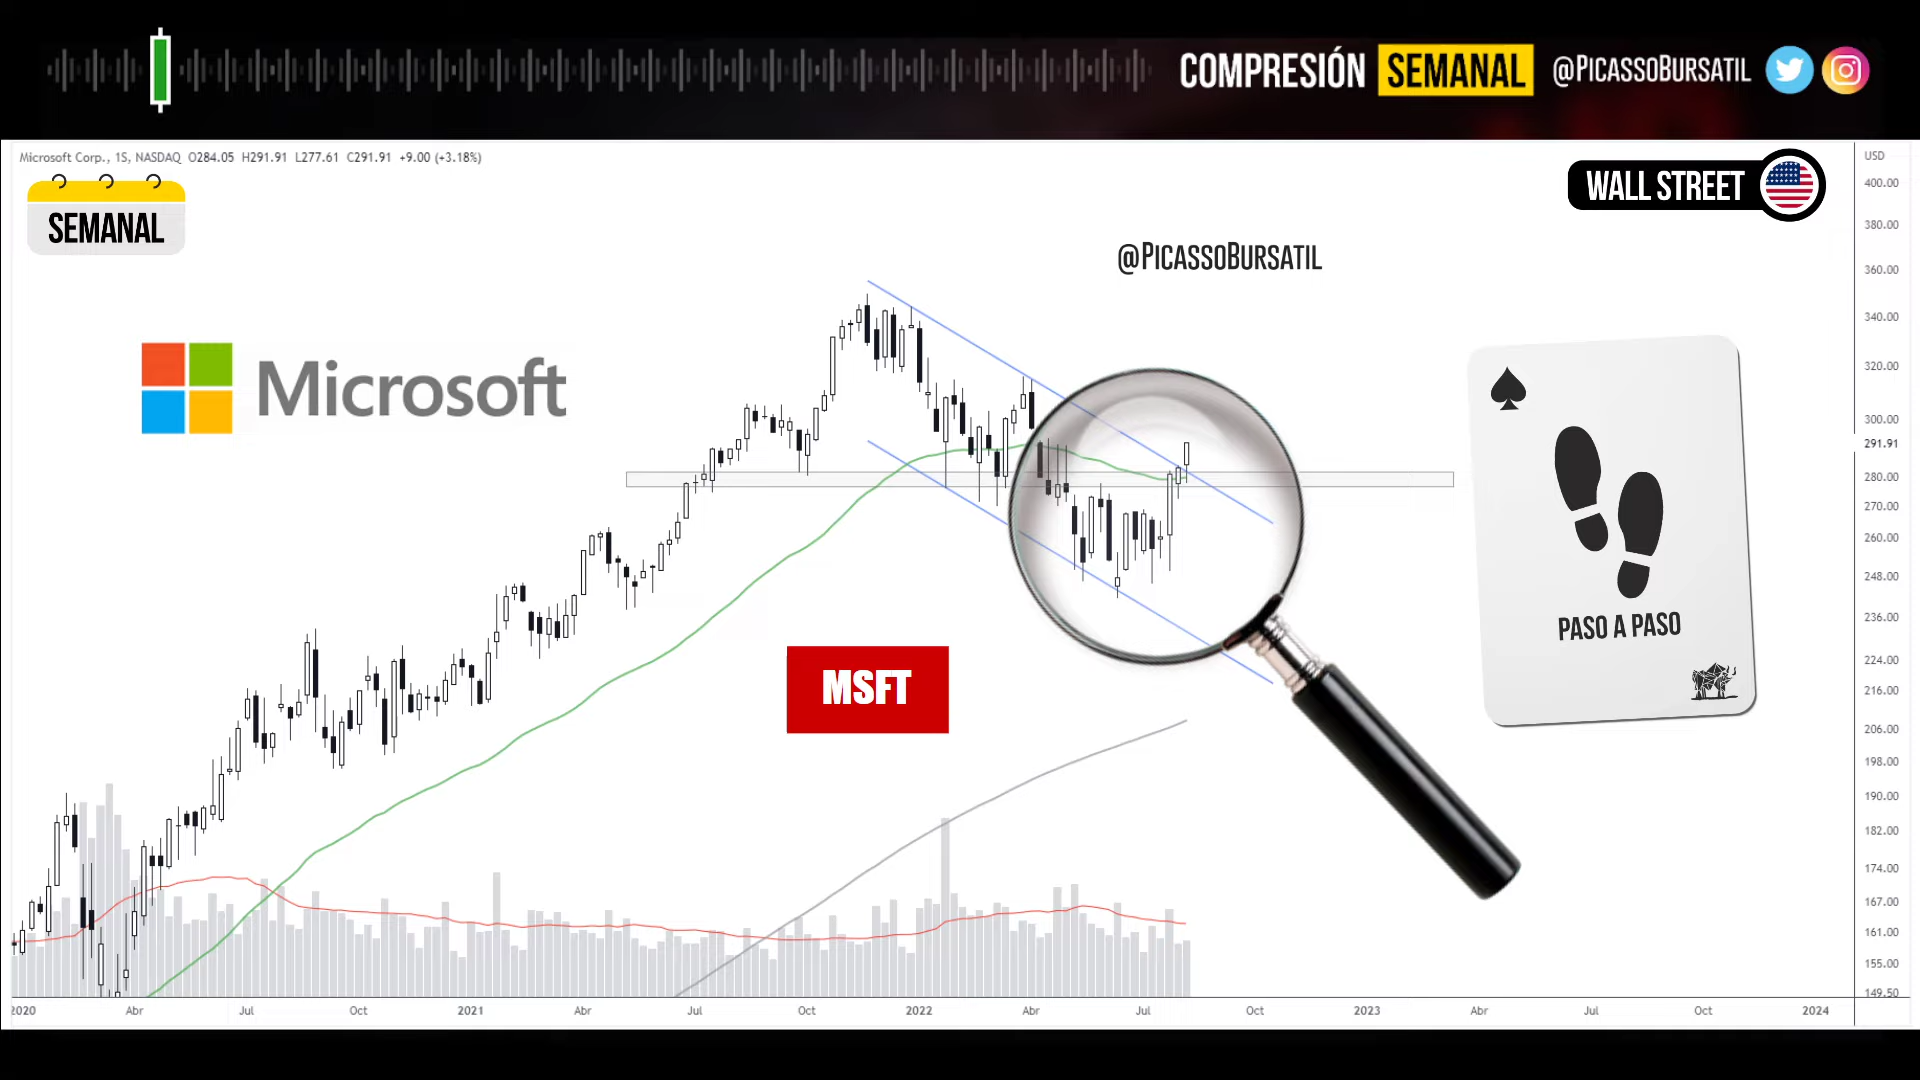 COMPRESIÓN SEMANAL @PICASSOBURSATIL
Microsoft Corp., 1S, NASDAQ O284.05 H291.91 L277.61 C291.91 +9.00 (+3.18%)
USD
SEMANAL
WALL STREET
@PICASSOBURSATIL
Microsoft
MSFT
PASO A PASO
400.00
380.00
360.00
340.00
320.00
300.00
291.91
280.00
270.00
260.00
248.00
236.00
224.00
216.00
206.00
198.00
190.00
182.00
174.00
167.00
161.00
155.00
149.50
2020 Abr Jul Oct 2021 Abr Jul Oct 2022 Abr Jul Oct 2023 Abr Jul Oct 2024